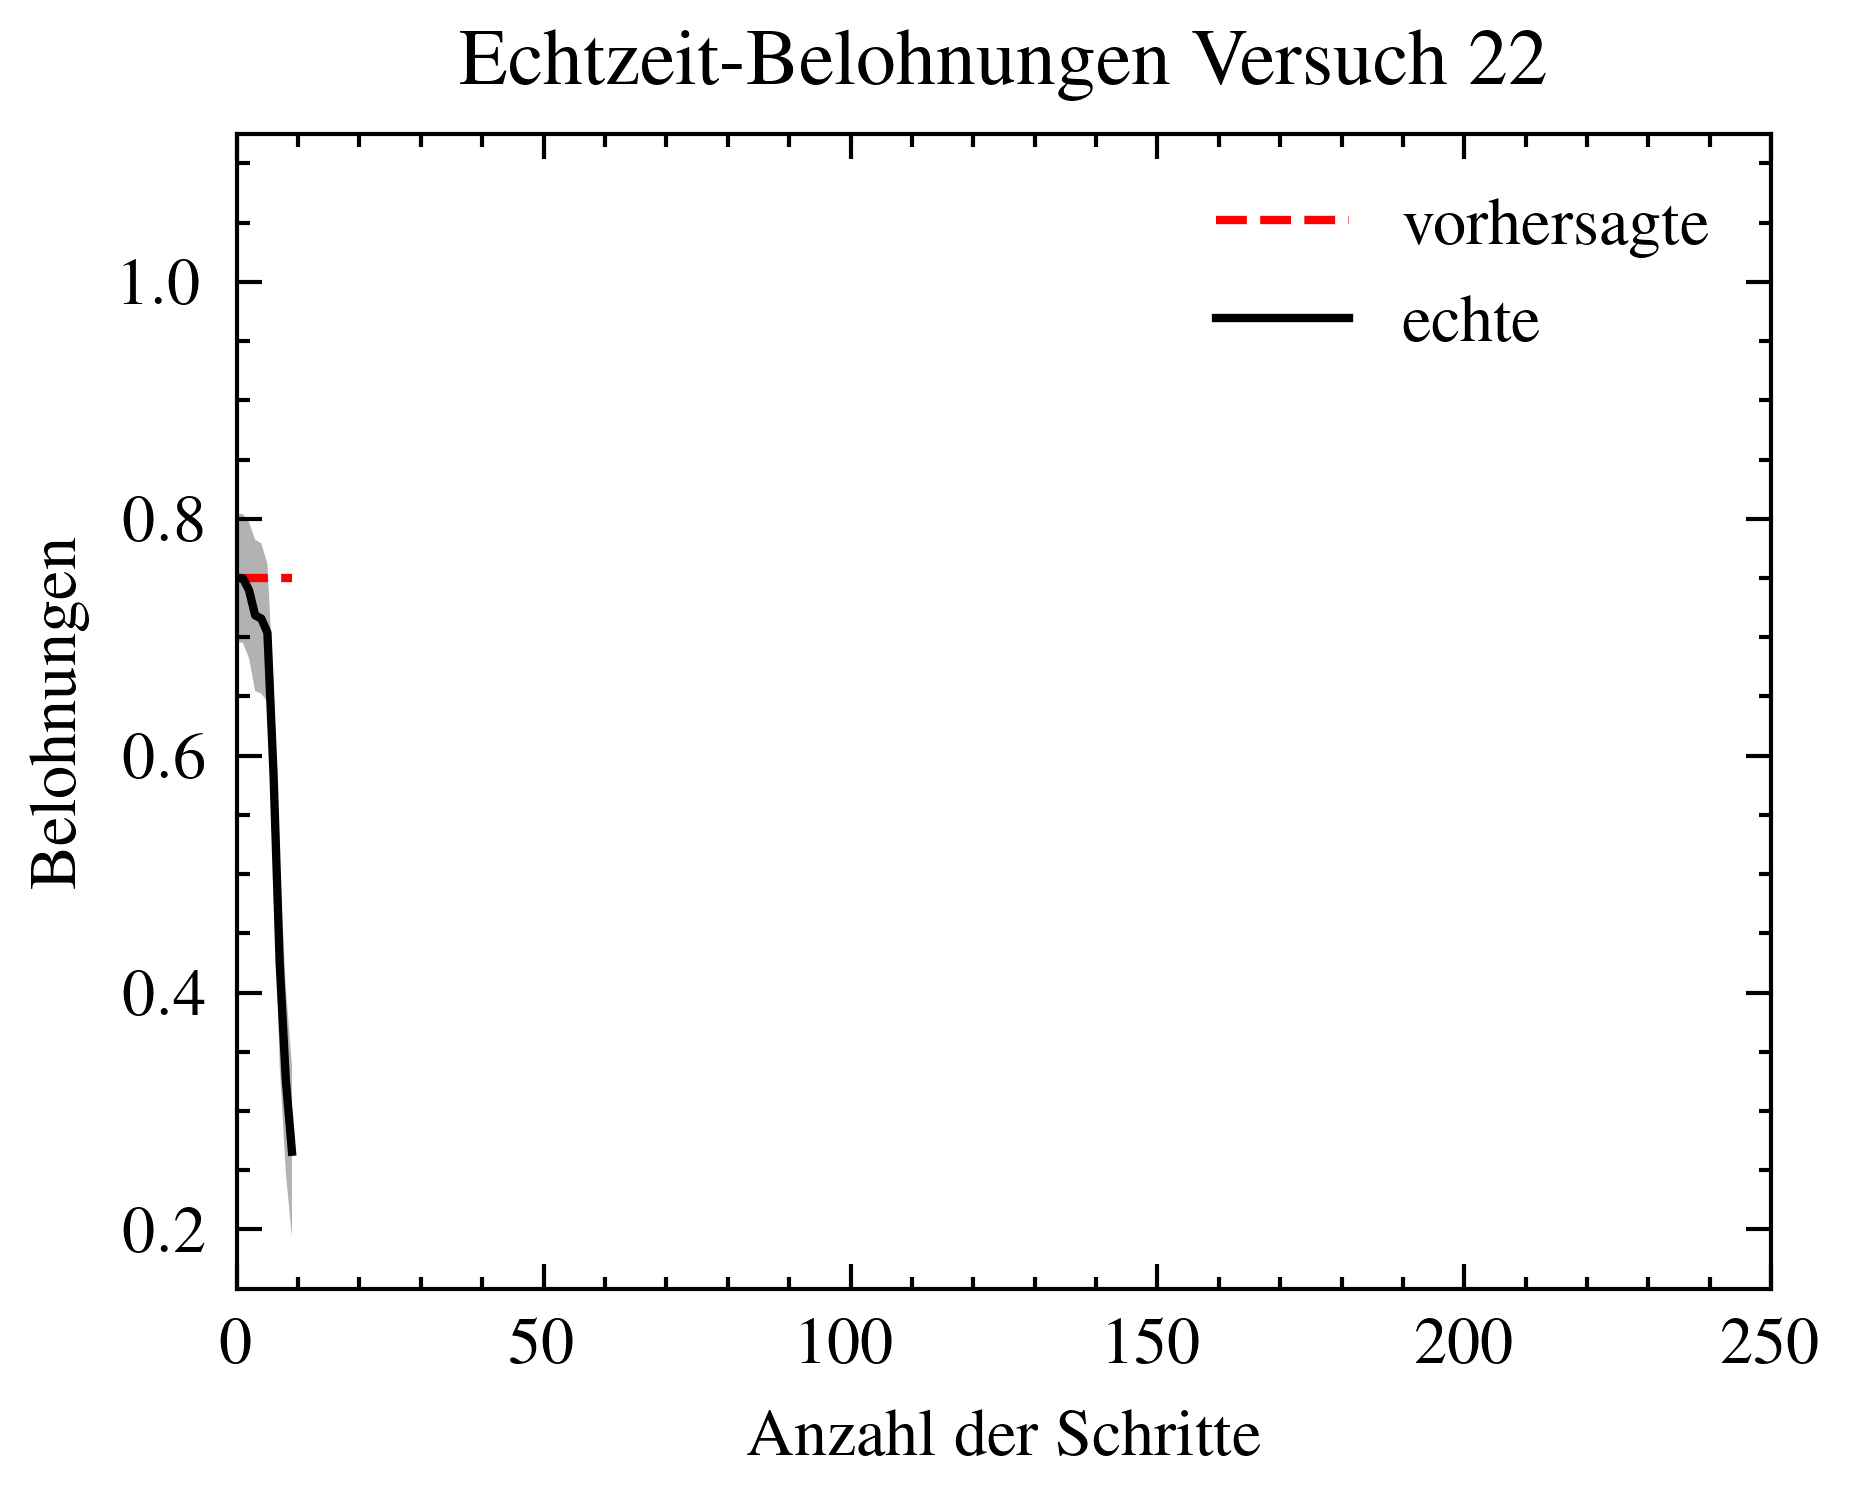 Echtzeit-Belohnungen Versuch 22
vorhersagte
echte
1.0
0.8
0.6
0.4
0.2
Belohnungen
0 50 100 150 200 250
Anzahl der Schritte